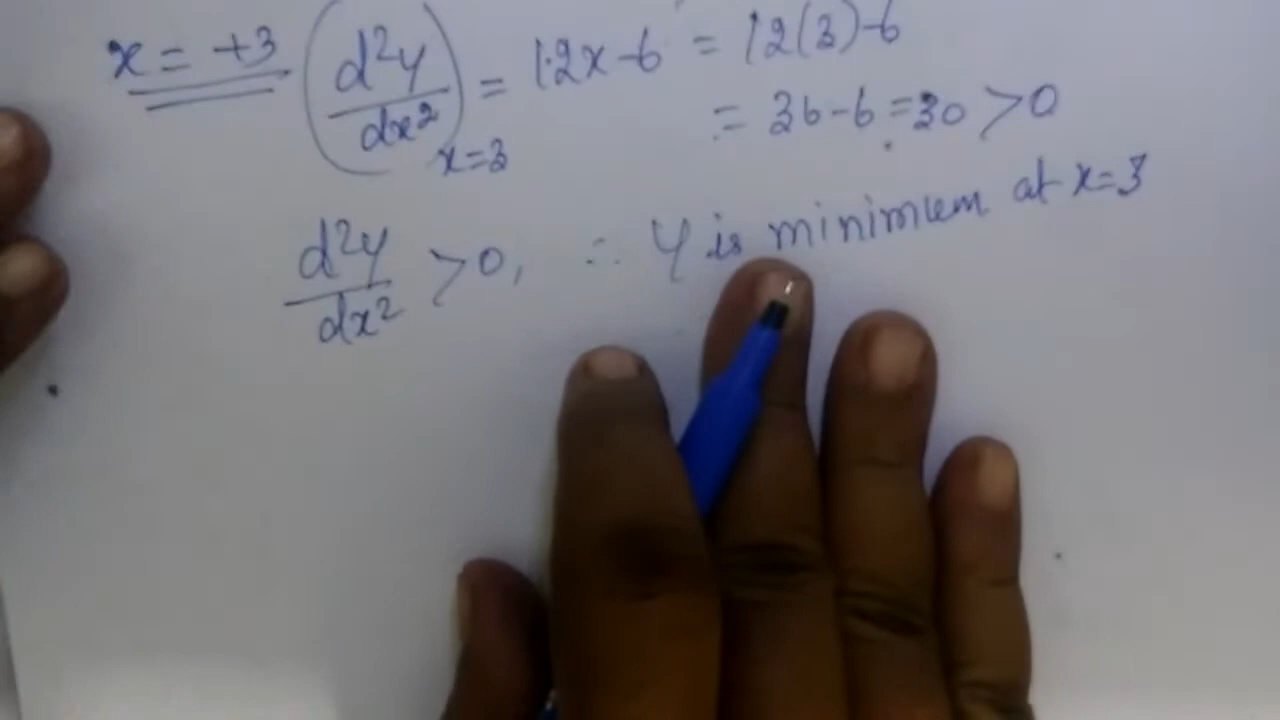 x = +3 (d²y/dx²)x=3 = 12x-6 = 12(3)-6
= 36-6 = 30 >0
d²y/dx² >0, ∴ y is minimum at x=3